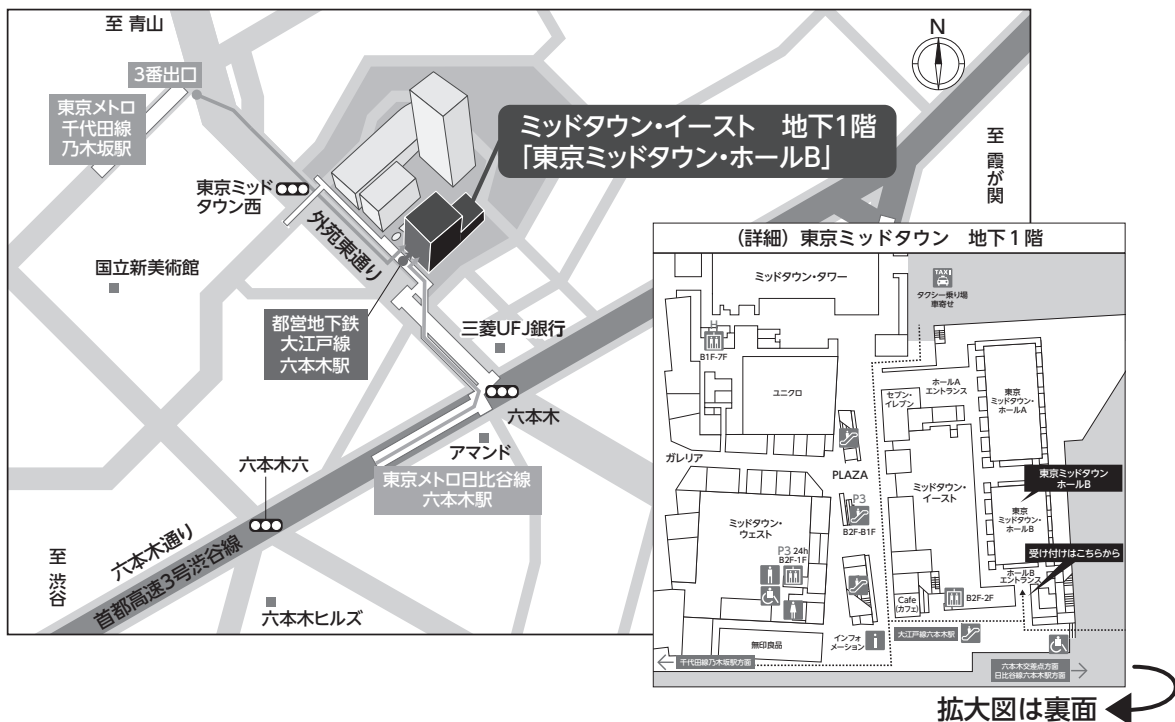 至 青山
3番出口
東京メトロ
千代田線
乃木坂駅
N
ミッドタウン・イースト 地下1階
「東京ミッドタウン・ホールB」
至 霞が関
東京ミッド
タウン西
外苑東通り
国立新美術館
都営地下鉄
大江戸線
六本木駅
三菱UFJ銀行
六本木
アマンド
東京メトロ日比谷線
六本木駅
六本木六
六本木通り
首都高速3号渋谷線
至 渋谷
六本木ヒルズ
(詳細) 東京ミッドタウン 地下1階
ミッドタウン・タワー
TAXI
タクシー乗り場
車寄せ
H
B1F-7F
ユニクロ
セブン-
イレブン
ホールA
エントランス
東京
ミッドタウン・
ホールA
ガレリア
PLAZA
ミッドタウン・
イースト
東京ミッドタウン
ホールB
東京
ミッドタウン・
ホールB
P3
B2F-B1F
ミッドタウン・
ウェスト
P3 24h
B2F-1F
受け付けはこちらから
ホールB
エントランス
Cafe
(カフェ)
B2F-2F
無印良品
インフォ
メーション
i
大江戸線六本木駅
千代田線乃木坂駅方面
六本木交差点方面
日比谷線六本木駅方面
拡大図は裏面